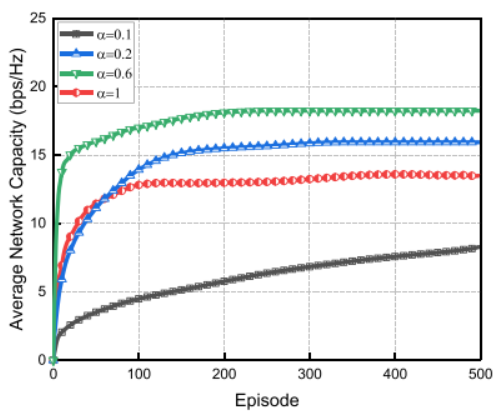 25
20
15
10
5
0
Average Network Capacity (bps/Hz)
α=0.1
α=0.2
α=0.6
α=1
0 100 200 300 400 500
Episode